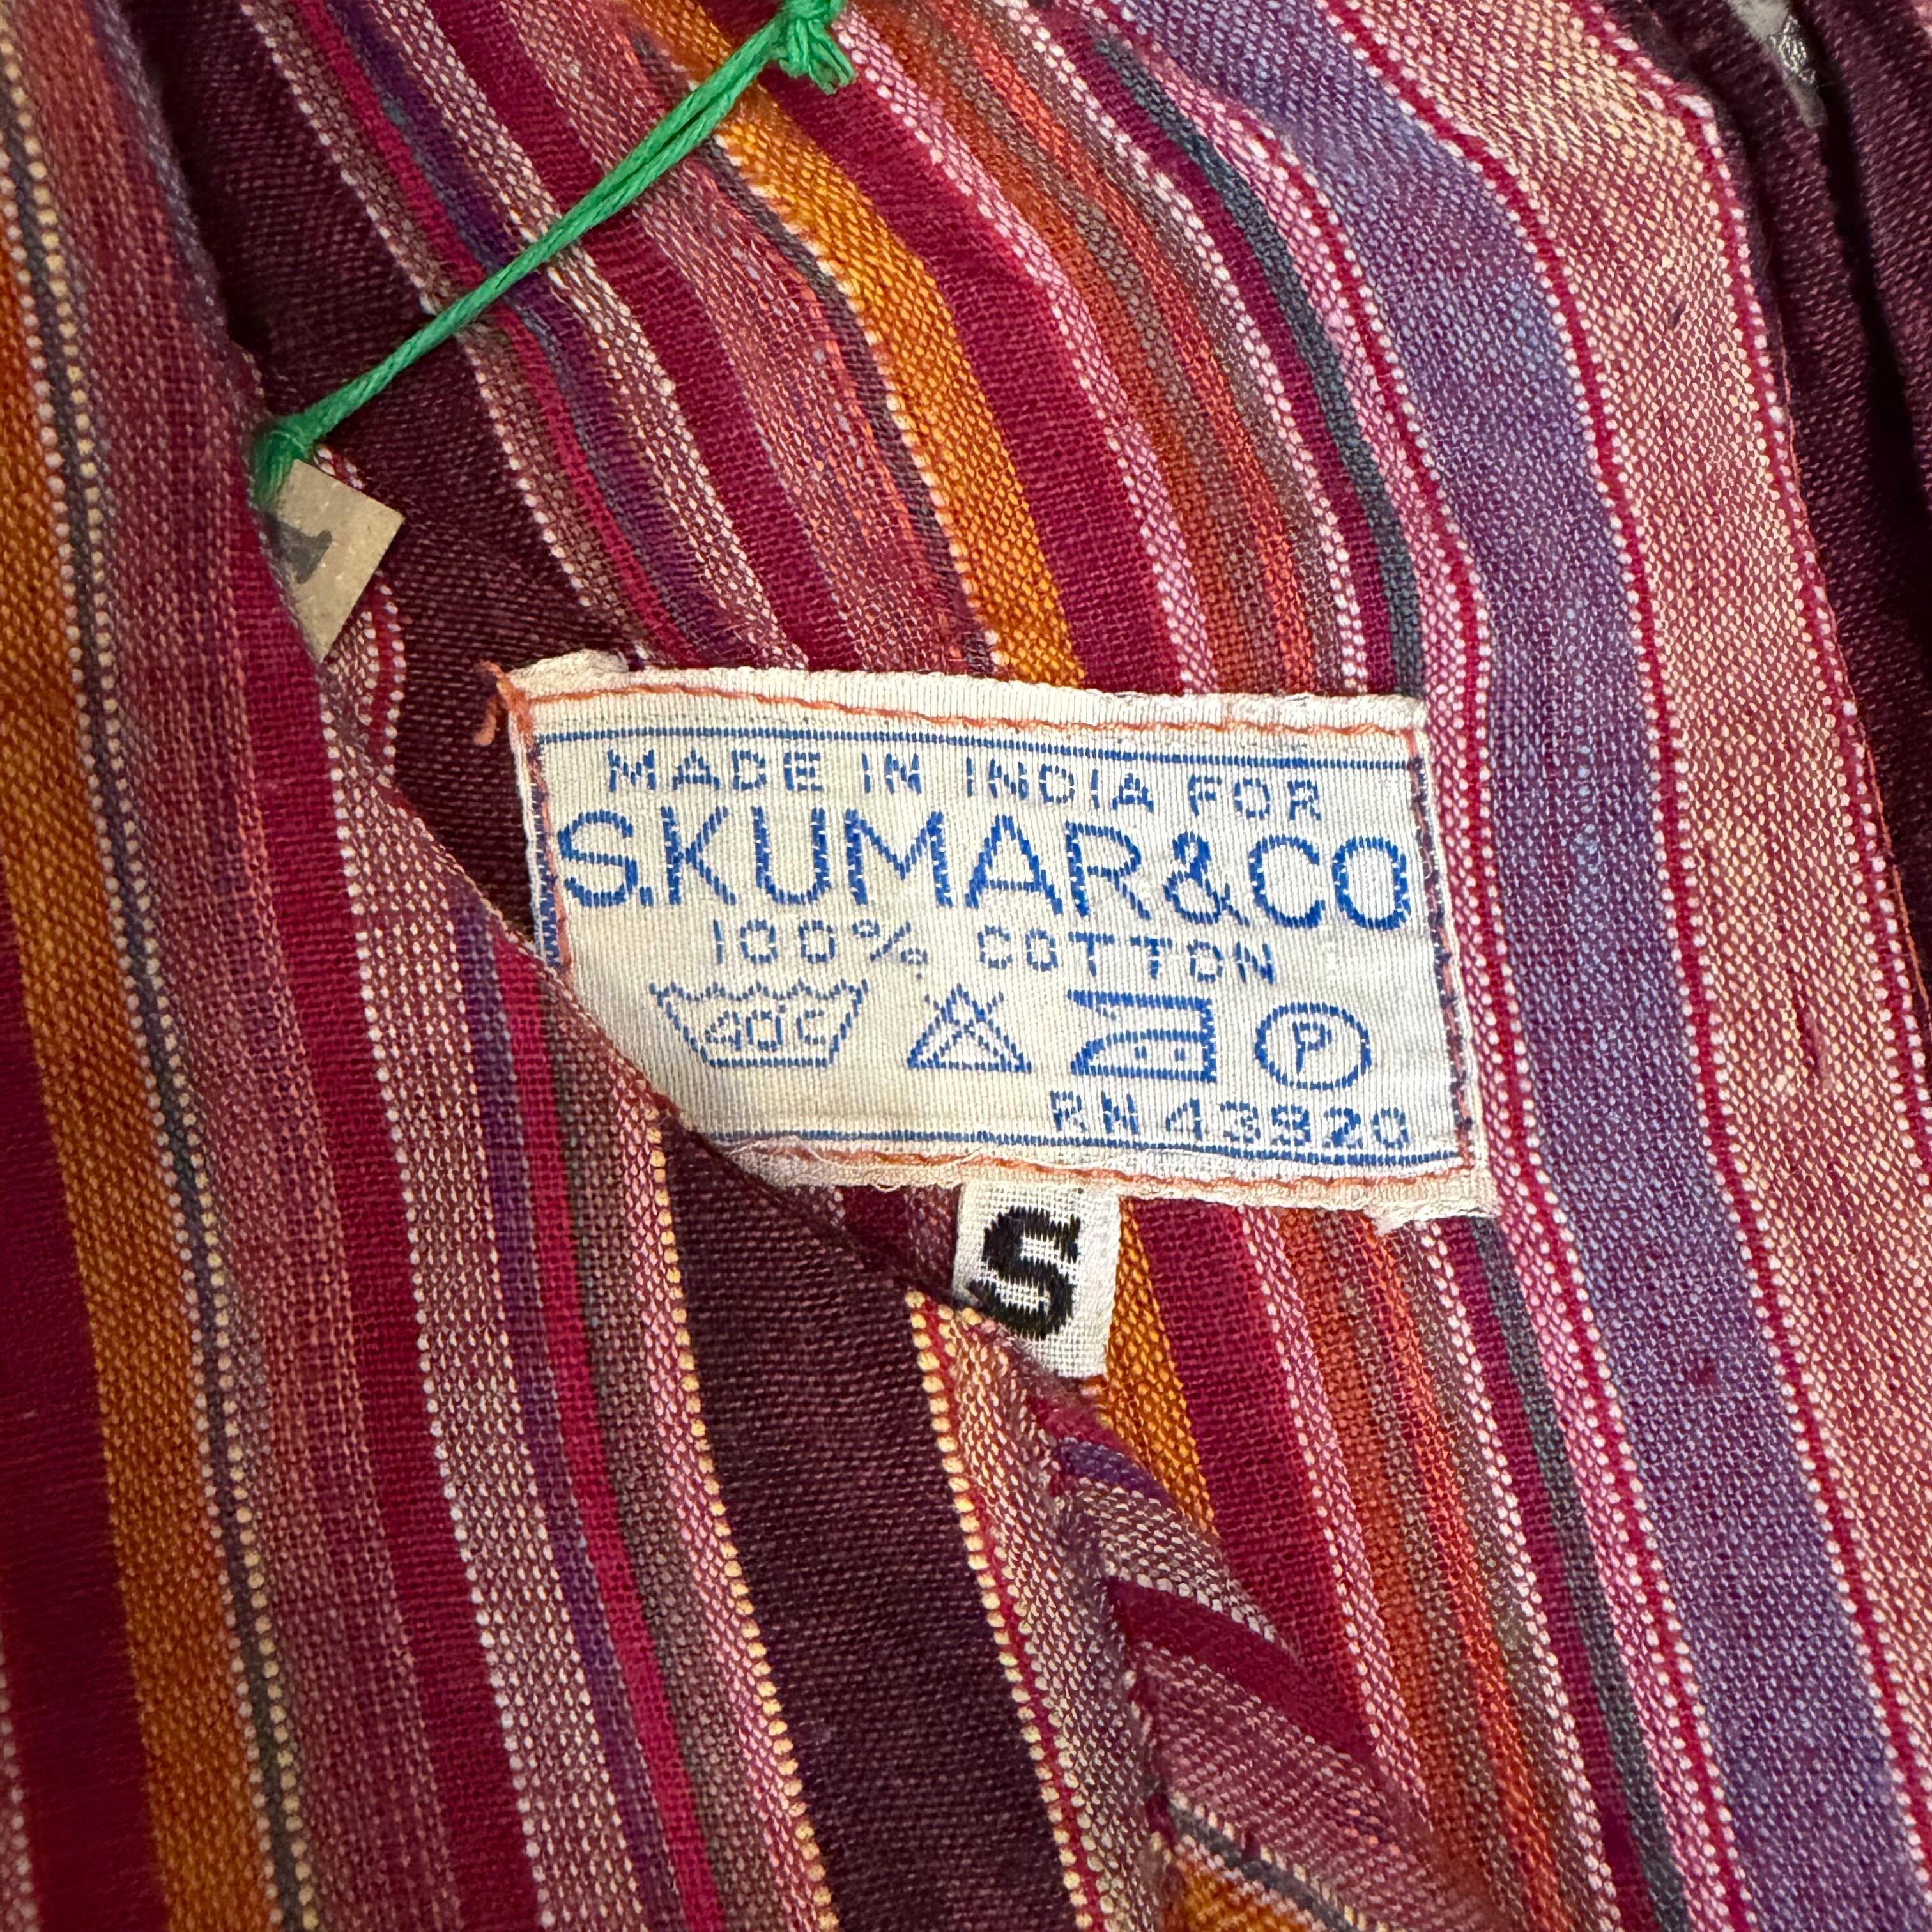 MADE IN INDIA FOR
S.KUMAR&CO
100% COTTON
40°C P
RN 43920
S